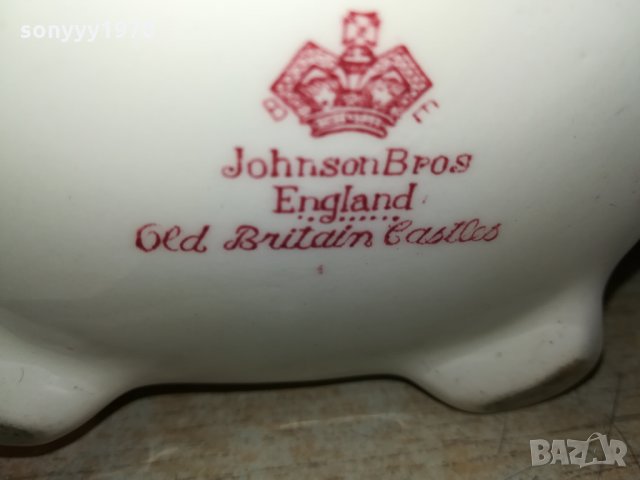 sonyyy1970
B E
JohnsonBros
England
Old Britain Castles
BAZAR